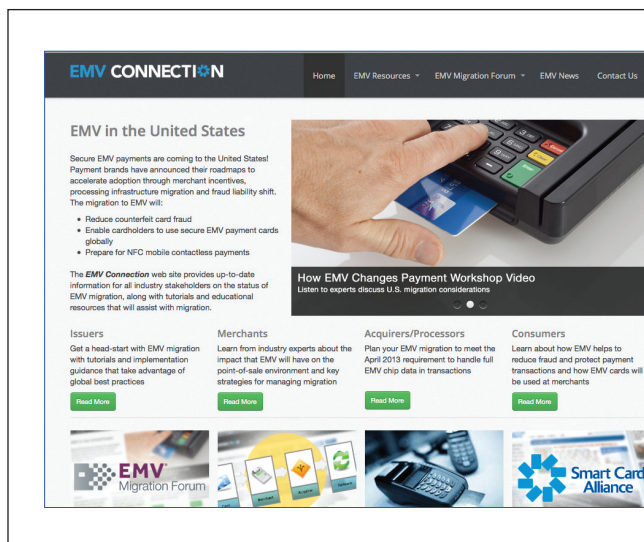 EMV CONNECTION
Home
EMV Resources
EMV Migration Forum
EMV News
Contact Us
EMV in the United States
Secure EMV payments are coming to the United States!
Payment brands have announced their roadmaps to
accelerate adoption through merchant incentives,
processing infrastructure migration and fraud liability shift.
The migration to EMV will:
• Reduce counterfeit card fraud
• Enable cardholders to use secure EMV payment cards
globally
• Prepare for NFC mobile contactless payments
The EMV Connection web site provides up-to-date
information for all industry stakeholders on the status of
EMV migration, along with tutorials and educational
resources that will assist with migration.
How EMV Changes Payment Workshop Video
Listen to experts discuss U.S. migration considerations
Issuers
Get a head-start with EMV migration
with tutorials and implementation
guidance that take advantage of
global best practices
Read More
Merchants
Learn from industry experts about the
impact that EMV will have on the
point-of-sale environment and key
strategies for managing migration
Read More
Acquirers/Processors
Plan your EMV migration to meet the
April 2013 requirement to handle full
EMV chip data in transactions
Read More
Consumers
Learn about how EMV helps to
reduce fraud and protect payment
transactions and how EMV cards will
be used at merchants
Read More
EMV
Migration Forum
Smart Card
Alliance